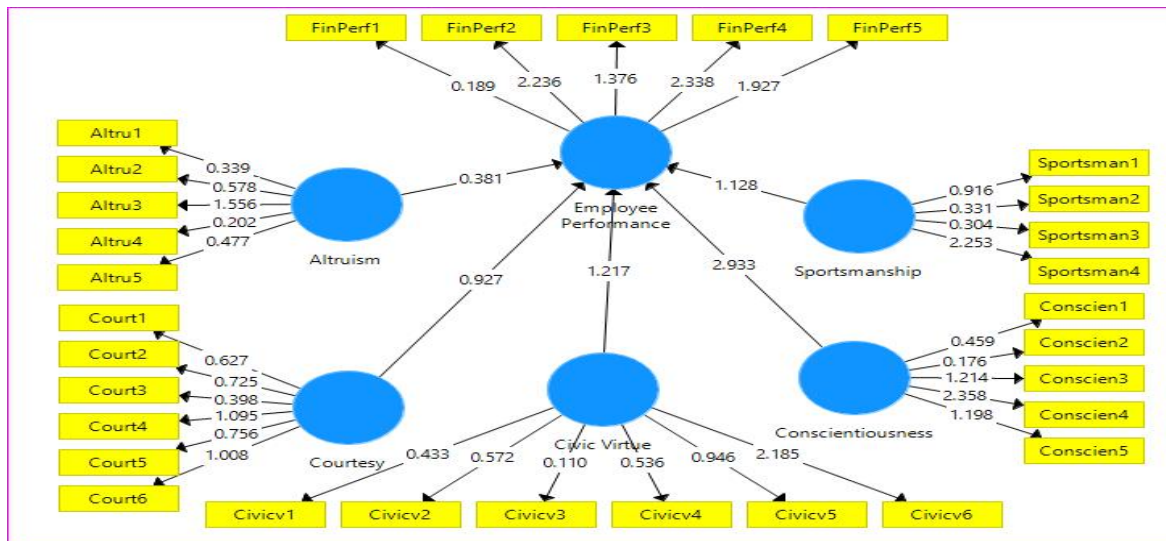 FinPerf1 FinPerf2 FinPerf3 FinPerf4 FinPerf5
0.189 2.236 1.376 2.338 1.927
Altru1
Altru2
Altru3
Altru4
Altru5
0.339
0.578
1.556
0.202
0.477
Altruism
0.381
Employee
Performance
1.128
Sportsman1
Sportsman2
Sportsman3
Sportsman4
0.916
0.331
0.304
2.253
Sportsmanship
0.927
1.217
2.933
Court1
Court2
Court3
Court4
Court5
Court6
0.627
0.725
0.398
1.095
0.756
1.008
Courtesy
Civic Virtue
0.433 0.572 0.110 0.536 0.946 2.185
Civicv1 Civicv2 Civicv3 Civicv4 Civicv5 Civicv6
Conscien1
Conscien2
Conscien3
Conscien4
Conscien5
0.459
0.176
1.214
2.358
1.198
Conscientiousness